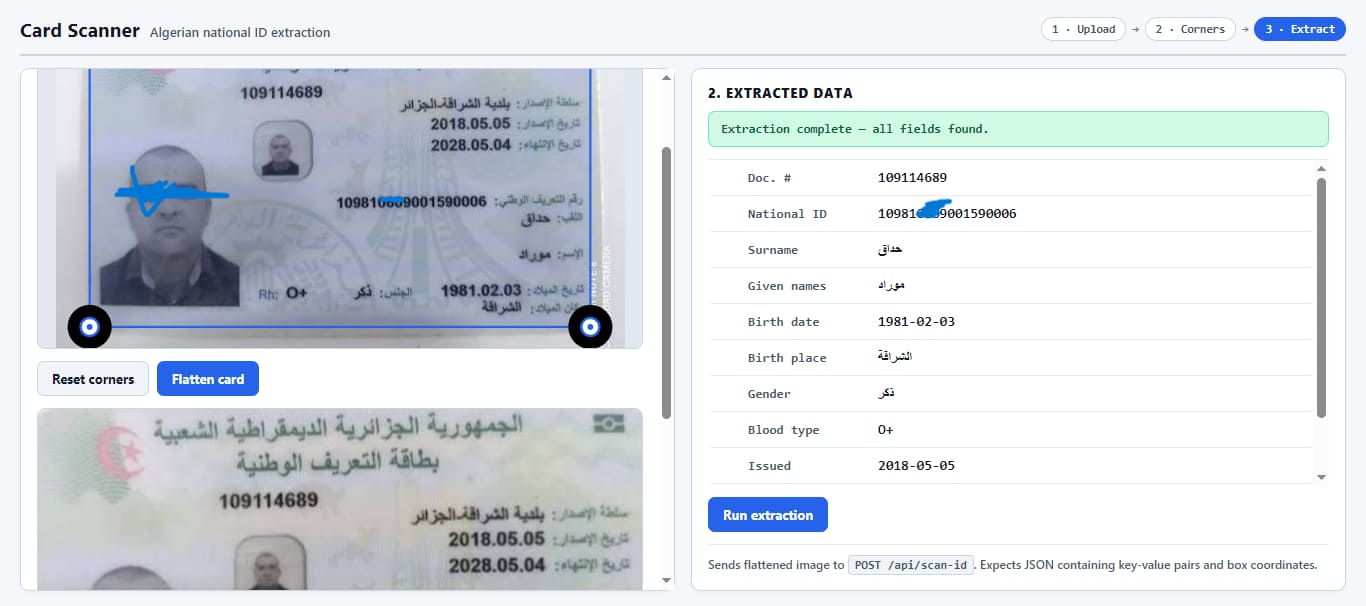 Card Scanner Algerian national ID extraction
1 · Upload → 2 · Corners → 3 · Extract
109114689
سلطة الإصدار: بلدية الشراقة-الجزائر
تاريخ الإصدار: 2018.05.05
تاريخ الإنتهاء: 2028.05.04
رقم التعريف الوطني:
اللقب: حداق
الإسم: موراد
تاريخ الميلاد: 1981.02.03
الجنس: ذكر
Rh: O+
الميلاد: الشراقة
Reset corners
Flatten card
الجمهورية الجزائرية الديمقراطية الشعبية
بطاقة التعريف الوطنية
109114689
سلطة الإصدار: بلدية الشراقة-الجزائر
تاريخ الإصدار: 2018.05.05
تاريخ الإنتهاء: 2028.05.04
2. EXTRACTED DATA
Extraction complete — all fields found.
Doc. # 109114689
National ID
Surname حداق
Given names موراد
Birth date 1981-02-03
Birth place الشراقة
Gender ذكر
Blood type O+
Issued 2018-05-05
Run extraction
Sends flattened image to POST /api/scan-id. Expects JSON containing key-value pairs and box coordinates.